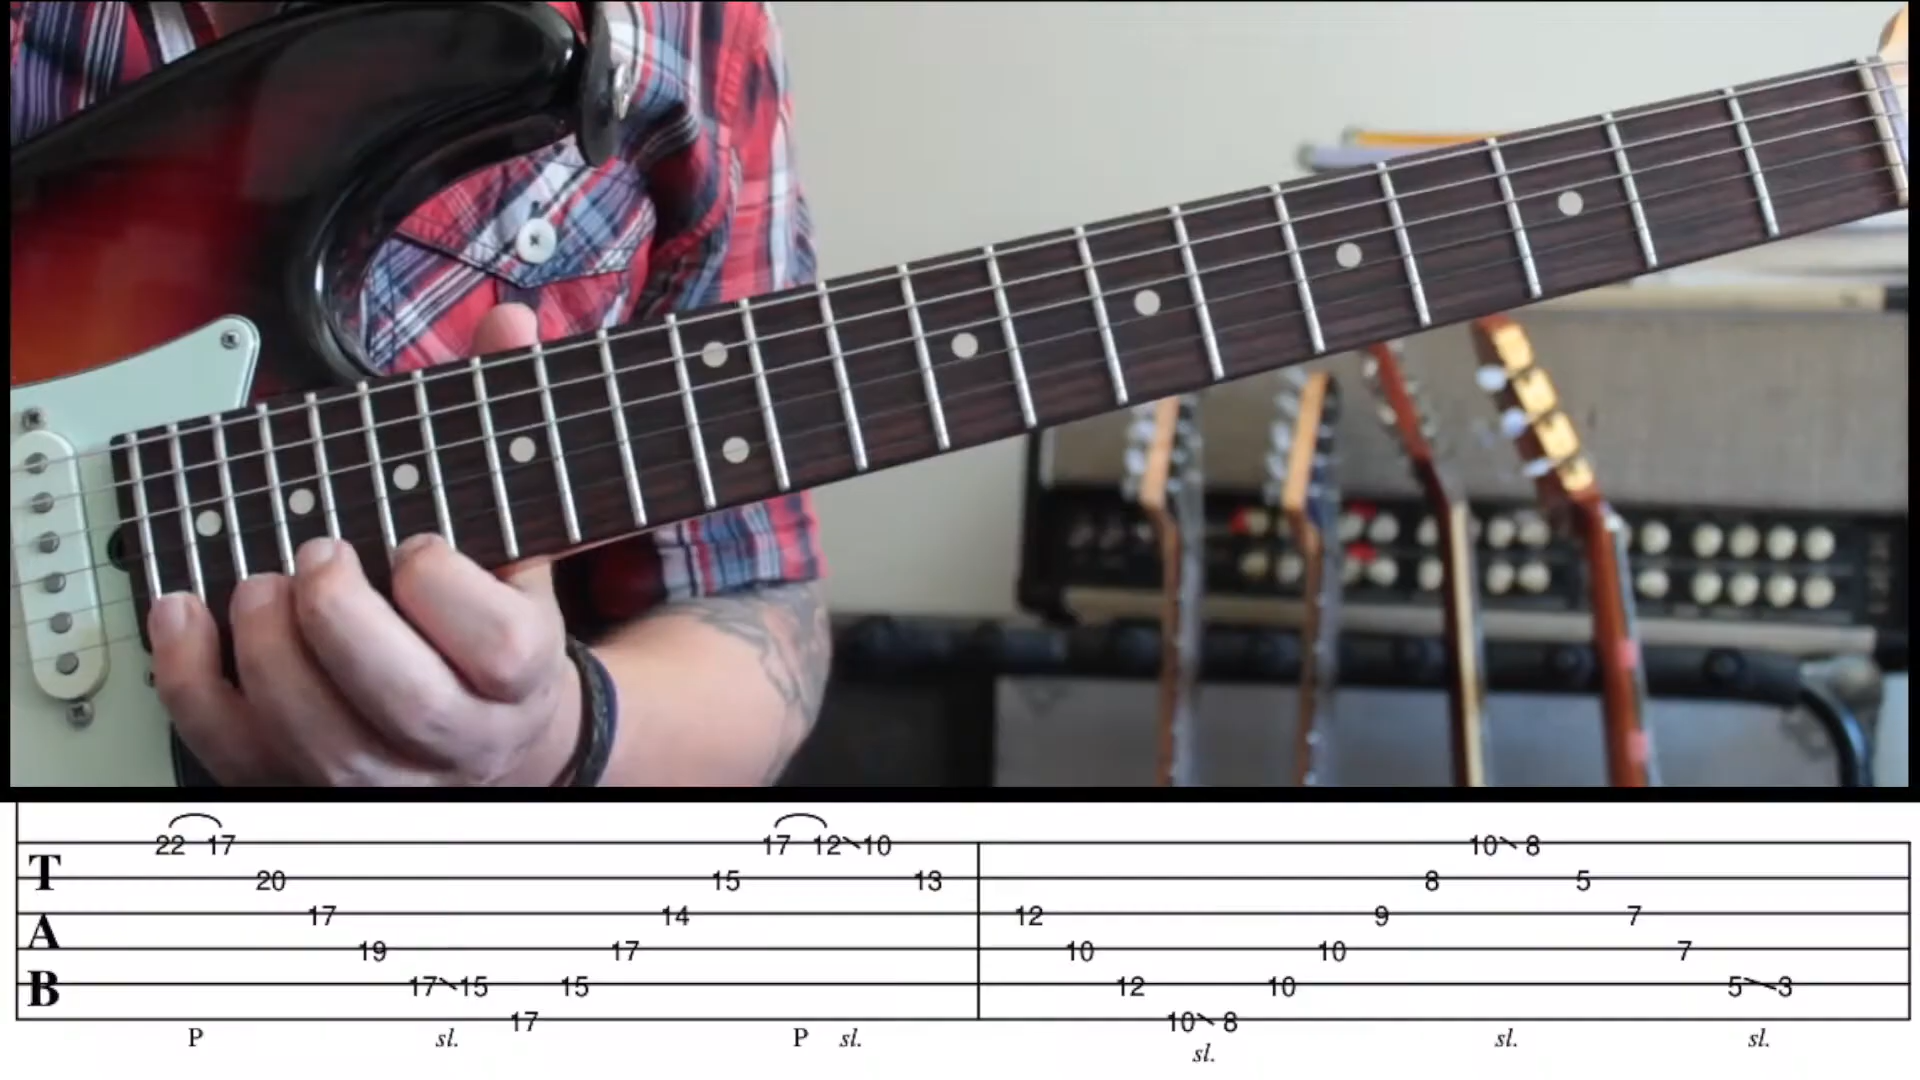 22 17 17 12 10 10 8
T 20 15 13 8 5
17 14 12 9 7
A 19 17 10 10 7
B 17 15 15 12 10 5 3
17 10 8
P sl. P sl. sl. sl.
sl.